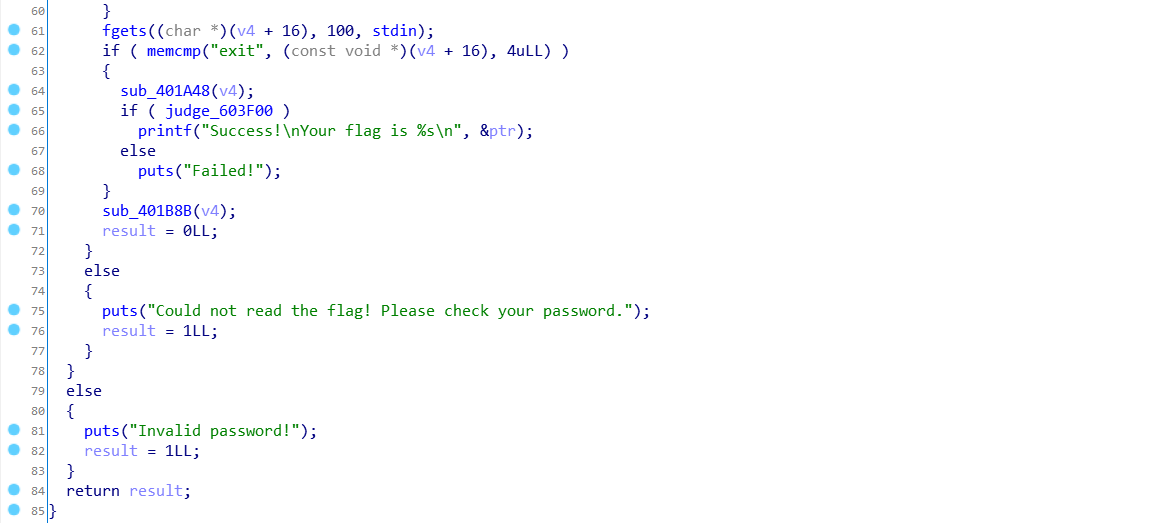 60 }
61 fgets((char *)(v4 + 16), 100, stdin);
62 if ( memcmp("exit", (const void *)(v4 + 16), 4uLL) )
63 {
64 sub_401A48(v4);
65 if ( judge_603F00 )
66 printf("Success!\nYour flag is %s\n", &ptr);
67 else
68 puts("Failed!");
69 }
70 sub_401B8B(v4);
71 result = 0LL;
72 }
73 else
74 {
75 puts("Could not read the flag! Please check your password.");
76 result = 1LL;
77 }
78 }
79 else
80 {
81 puts("Invalid password!");
82 result = 1LL;
83 }
84 return result;
85 }